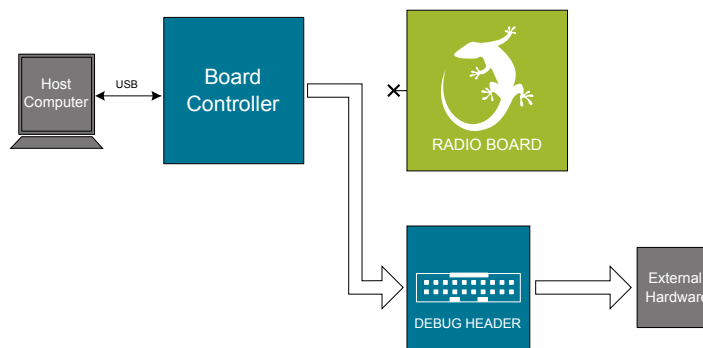 Host
Computer
USB
Board
Controller
RADIO BOARD
DEBUG HEADER
External
Hardware